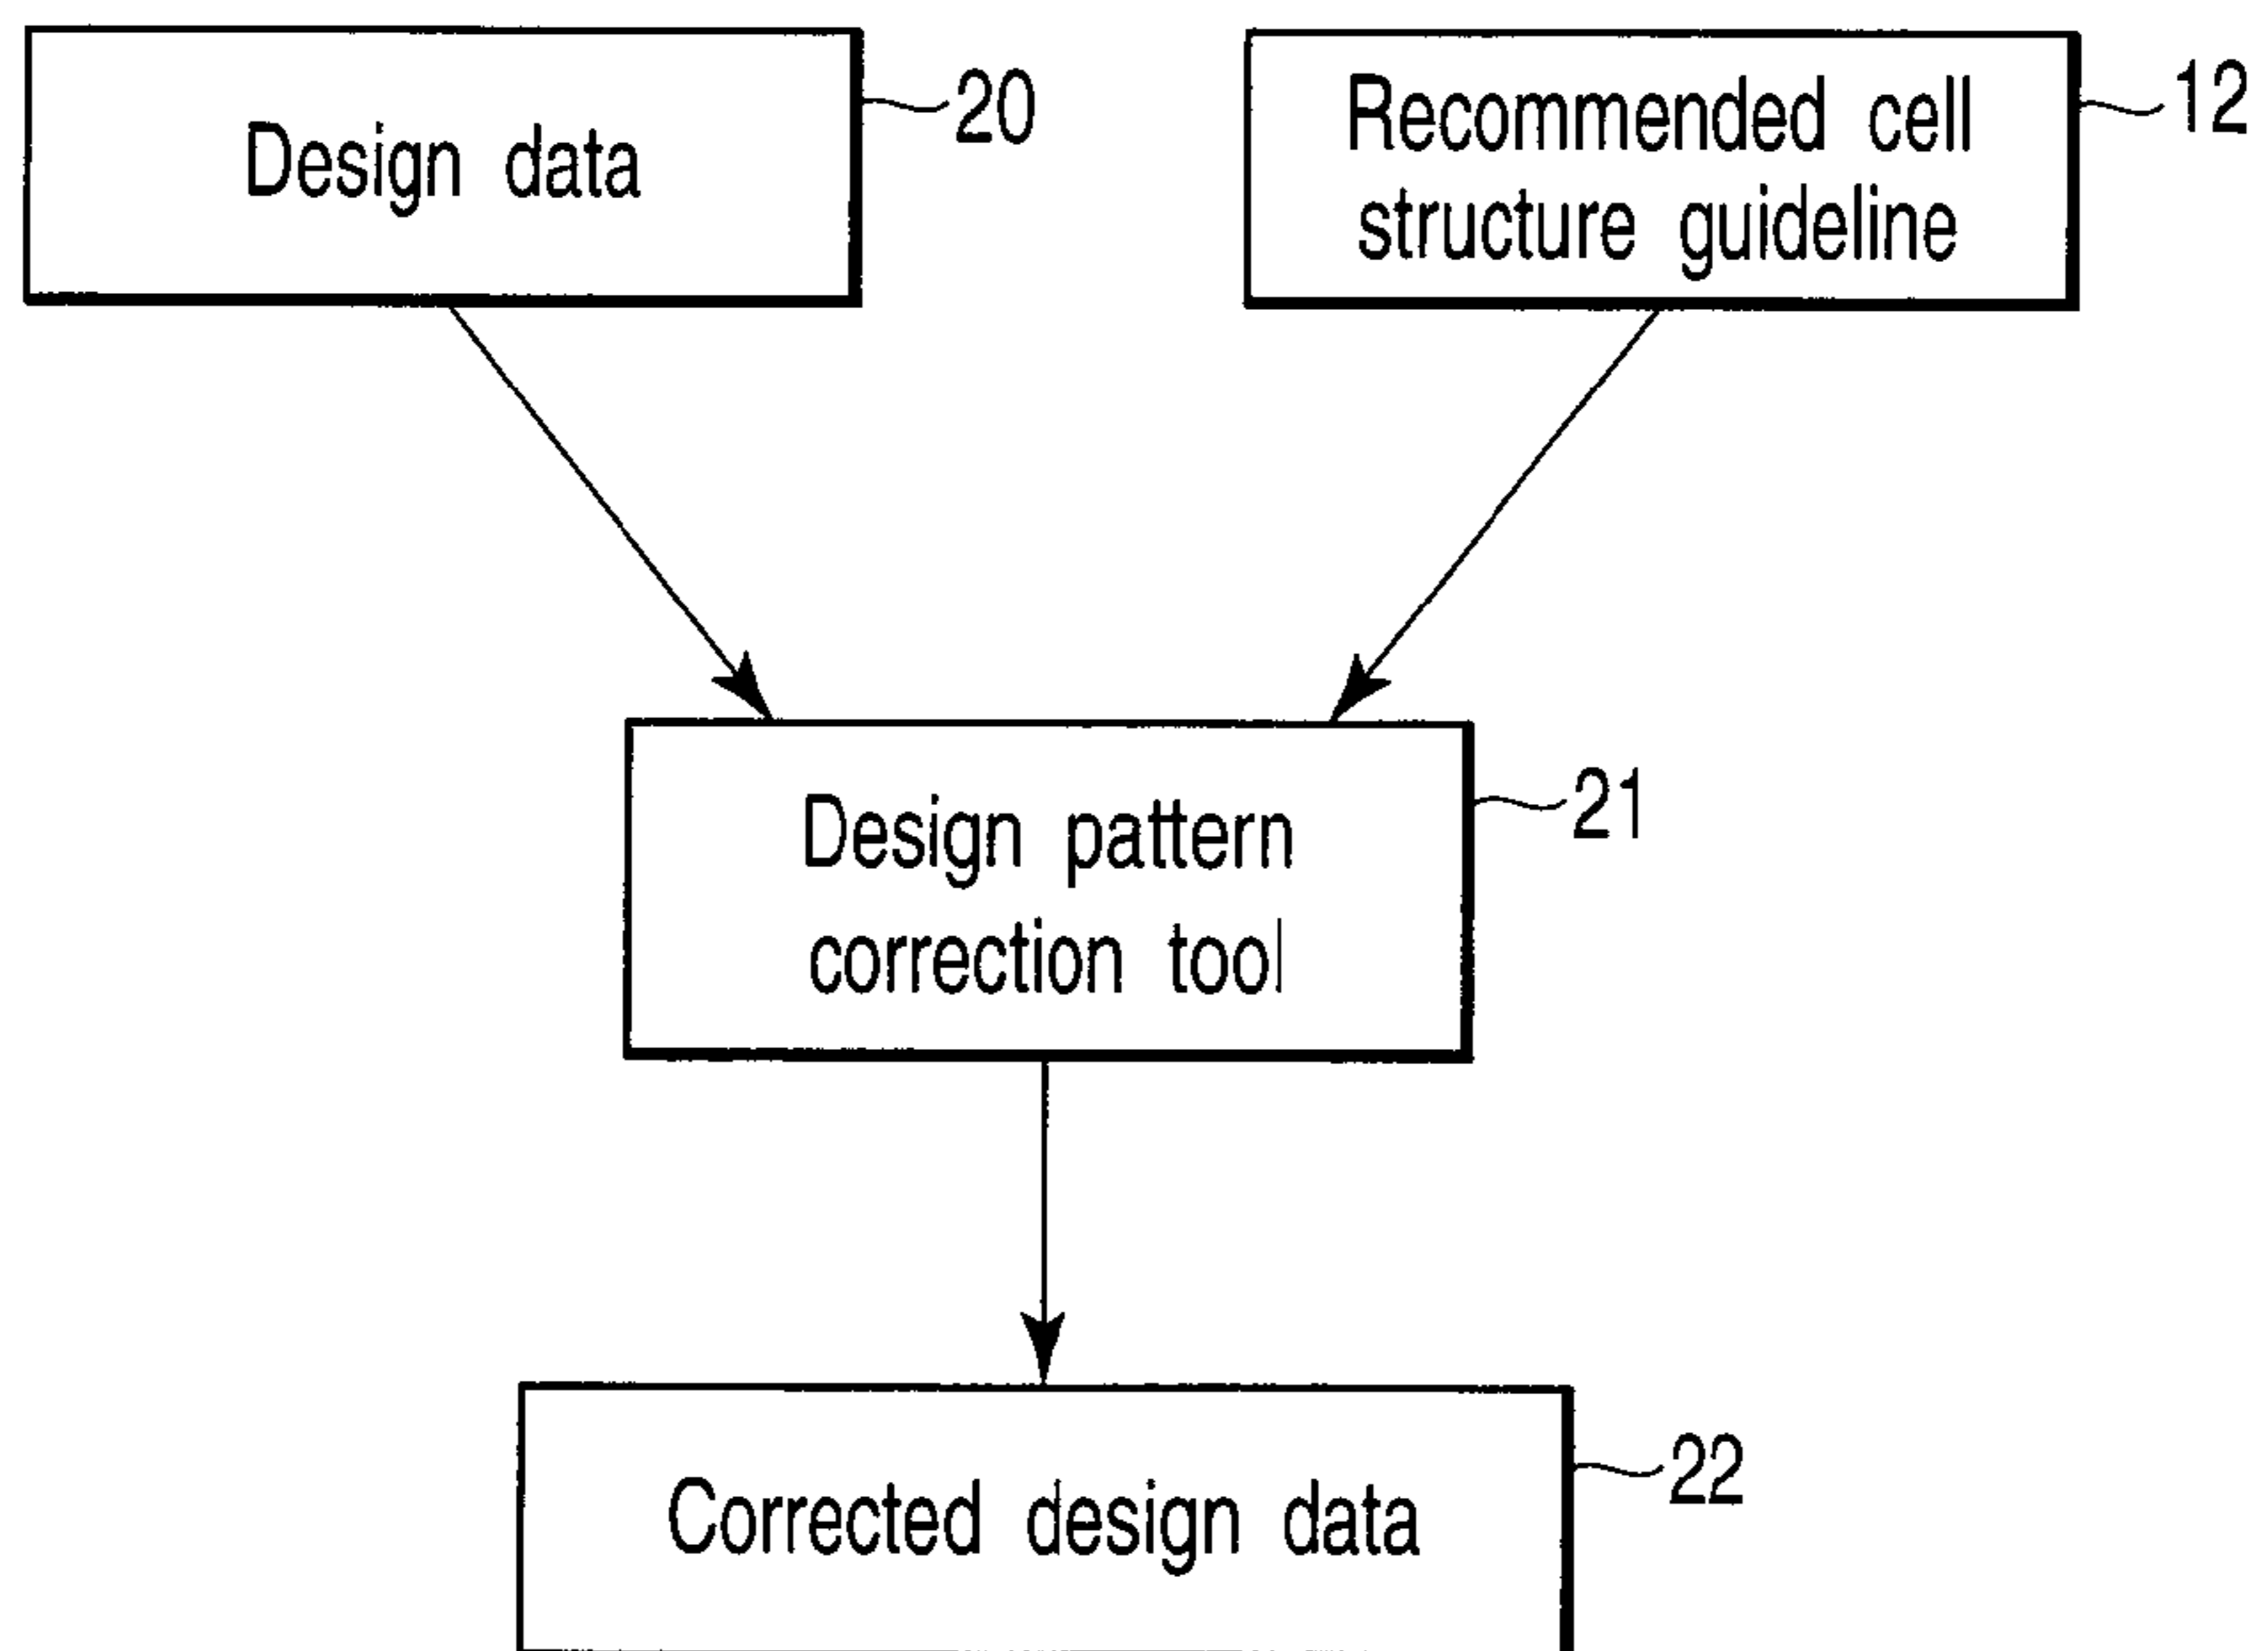 Design data
20
Recommended cell
structure guideline
12
Design pattern
correction tool
21
Corrected design data
22